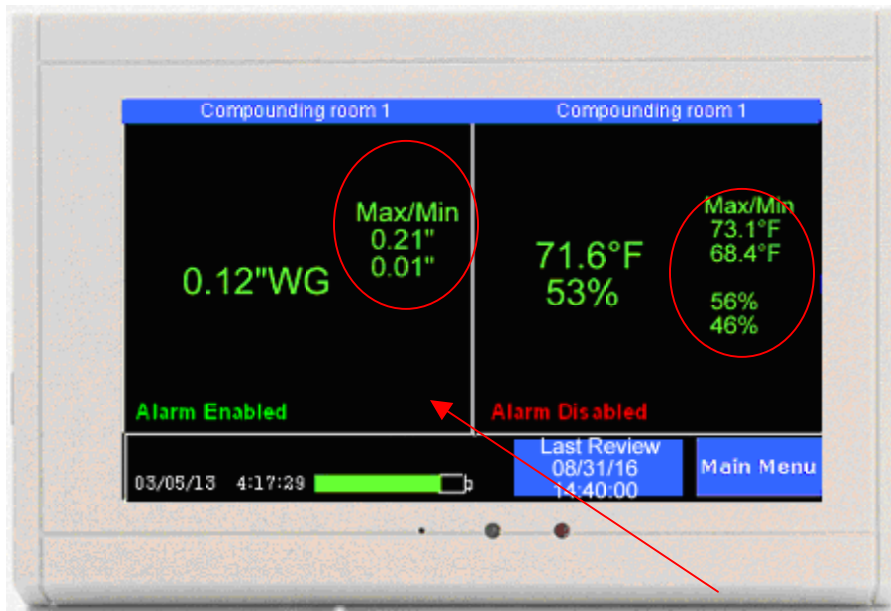 Compounding room 1
Max/Min
0.21"
0.01"
0.12"WG
Alarm Enabled
Compounding room 1
Max/Min
73.1°F
68.4°F
71.6°F
53%
56%
46%
Alarm Disabled
03/05/13 4:17:29
Last Review
08/31/16
14:40:00
Main Menu